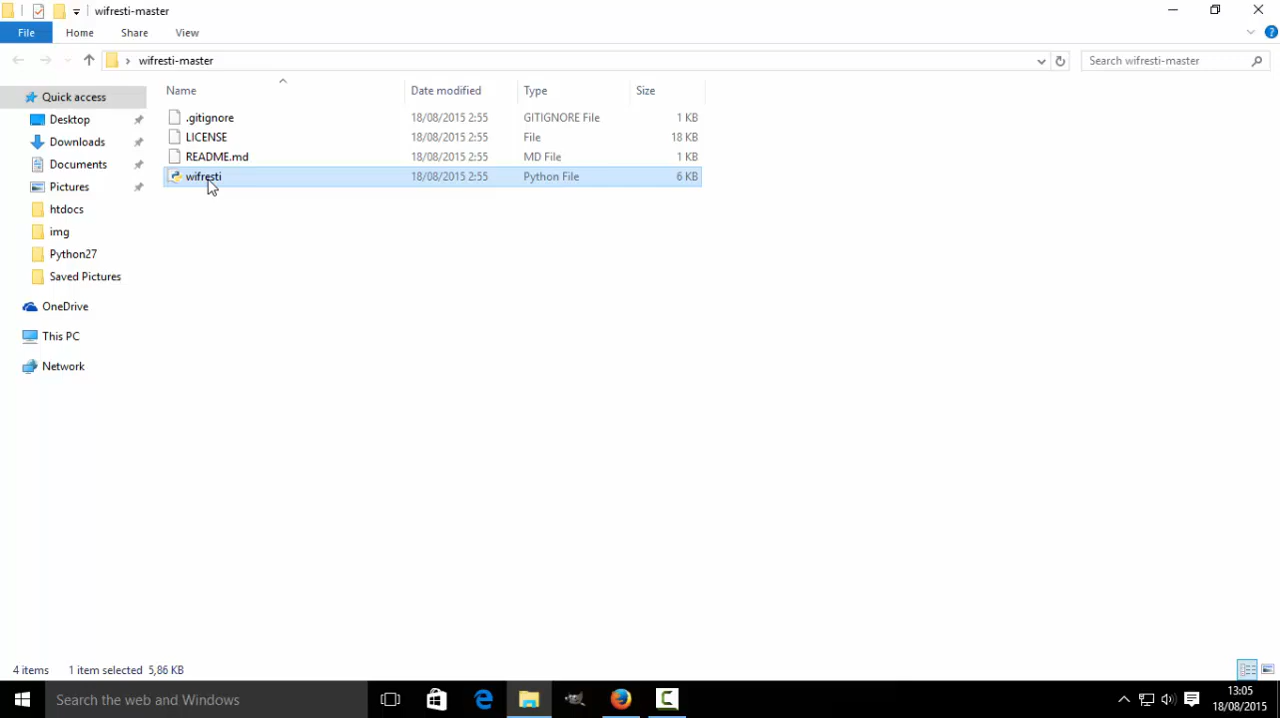 wifresti-master
File Home Share View
wifresti-master Search wifresti-master
Name Date modified Type Size
.gitignore 18/08/2015 2:55 GITIGNORE File 1 KB
LICENSE 18/08/2015 2:55 File 18 KB
README.md 18/08/2015 2:55 MD File 1 KB
wifresti 18/08/2015 2:55 Python File 6 KB
Quick access
Desktop
Downloads
Documents
Pictures
htdocs
img
Python27
Saved Pictures
OneDrive
This PC
Network
4 items 1 item selected 5,86 KB
Search the web and Windows
13:05
18/08/2015